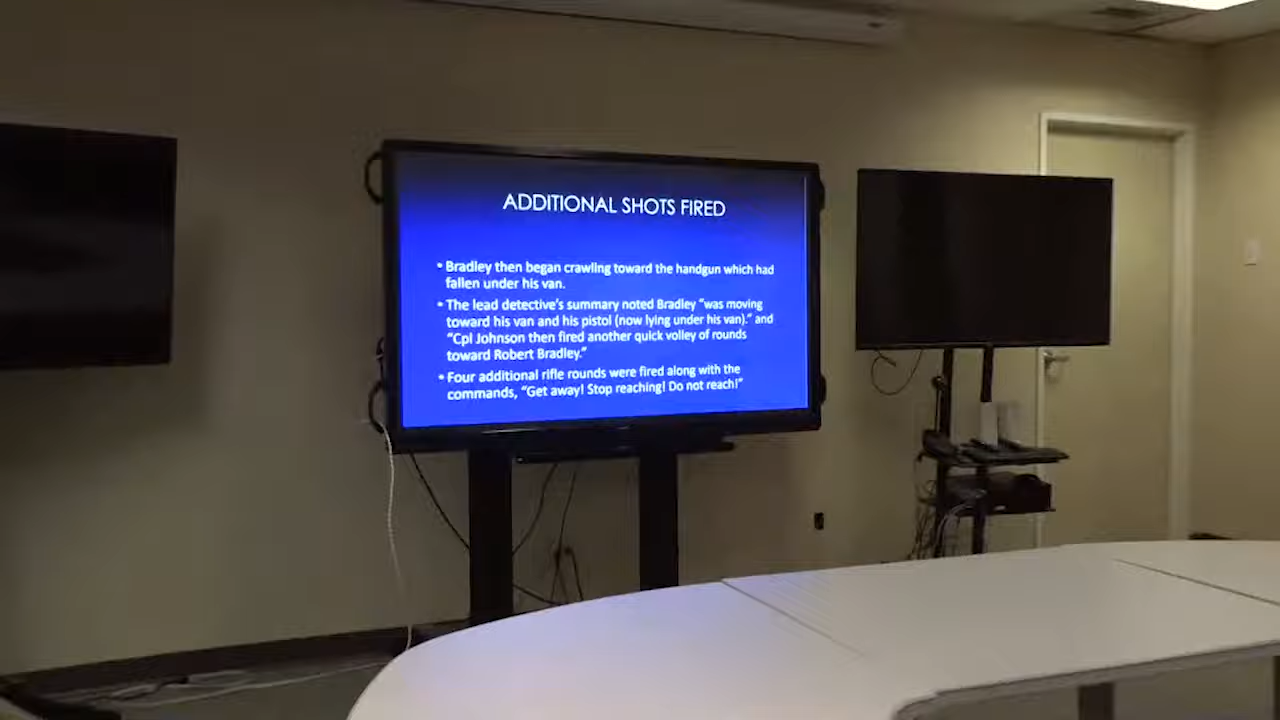 ADDITIONAL SHOTS FIRED
• Bradley then began crawling toward the handgun which had
fallen under his van.
• The lead detective's summary noted Bradley "was moving
toward his van and his pistol (now lying under his van)." and
"Cpl Johnson then fired another quick volley of rounds
toward Robert Bradley."
• Four additional rifle rounds were fired along with the
commands, "Get away! Stop reaching! Do not reach!"